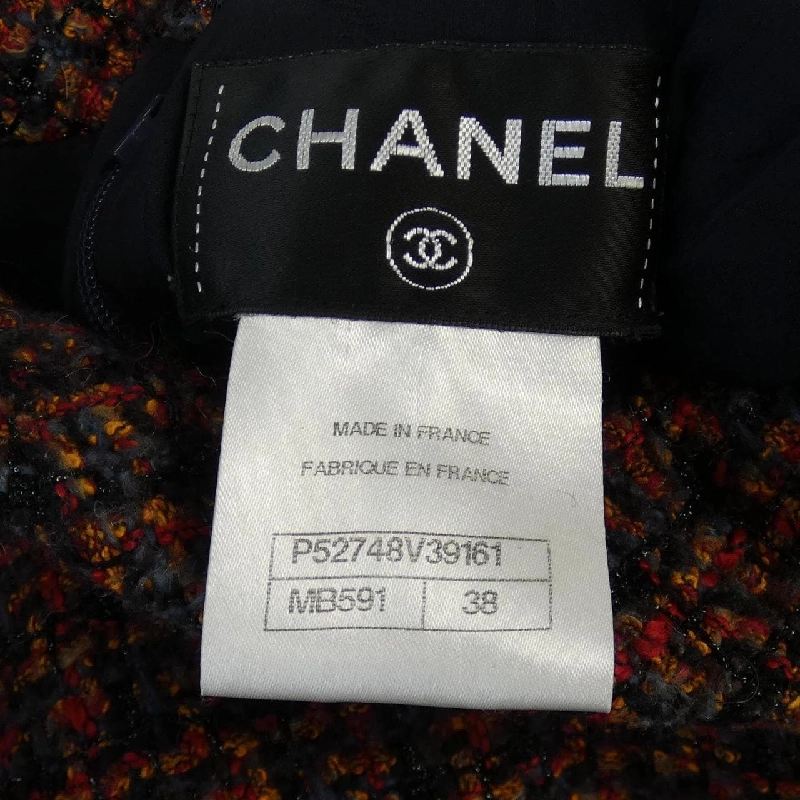 CHANEL
MADE IN FRANCE
FABRIQUE EN FRANCE
P52748V39161
MB591 38